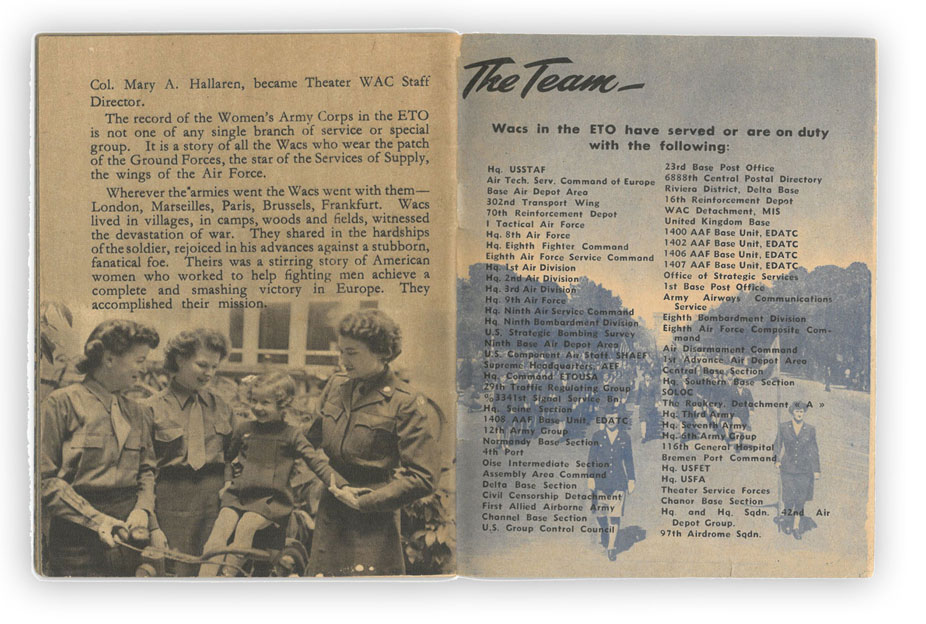 Col. Mary A. Hallaren, became Theater WAC Staff
Director.
The record of the Women's Army Corps in the ETO
is not one of any single branch of service or special
group. It is a story of all the Wacs who wear the patch
of the Ground Forces, the star of the Services of Supply,
the wings of the Air Force.
Wherever the armies went the Wacs went with them—
London, Marseilles, Paris, Brussels, Frankfurt. Wacs
lived in villages, in camps, woods and fields, witnessed
the devastation of war. They shared in the hardships
of the soldier, rejoiced in his advances against a stubborn,
fanatical foe. Theirs was a stirring story of American
women who worked to help fighting men achieve a
complete and smashing victory in Europe. They
accomplished their mission.
The Team—
Wacs in the ETO have served or are on duty
with the following:
Hq. USSTAF
Air Tech. Serv. Command of Europe
Base Air Depot Area
302nd Transport Wing
70th Reinforcement Depot
I Tactical Air Force
Hq. 8th Air Force
Hq. Eighth Fighter Command
Eighth Air Force Service Command
Hq. 1st Air Division
Hq. 2nd Air Division
Hq. 3rd Air Division
Hq. 9th Air Force
Hq. Ninth Air Service Command
Hq. Ninth Bombardment Division
U.S. Strategic Bombing Survey
Ninth Base Air Depot Area
U.S. Component Air Staff, SHAEF
Supreme Headquarters, AEF
Hq. Command ETOUSA
29th Traffic Regulating Group
3341st Signal Service Bn.
Hq. Seine Section
1408 AAF Base Unit, EDATC
12th Army Group
Normandy Base Section
4th Port
Oise Intermediate Section
Assembly Area Command
Delta Base Section
Civil Censorship Detachment
First Allied Airborne Army
Channel Base Section
U.S. Group Control Council
23rd Base Post Office
6888th Central Postal Directory
Riviera District, Delta Base
16th Reinforcement Depot
WAC Detachment, MIS
United Kingdom Base
1400 AAF Base Unit, EDATC
1402 AAF Base Unit, EDATC
1406 AAF Base Unit, EDATC
1407 AAF Base Unit, EDATC
Office of Strategic Services
1st Base Post Office
Army Airways Communications
Service
Eighth Bombardment Division
Eighth Air Force Composite Com-
mand
Air Disarmament Command
1st Advance Air Depot Area
Central Base Section
Hq. Southern Base Section
SOLOC
The Rookery, Detachment « A »
Hq. Third Army
Hq. Seventh Army
Hq. 6th Army Group
116th General Hospital
Bremen Port Command
Hq. USFET
Hq. USFA
Theater Service Forces
Chanor Base Section
Hq. and Hq. Sqdn. 42nd Air
Depot Group.
97th Airdrome Sqdn.